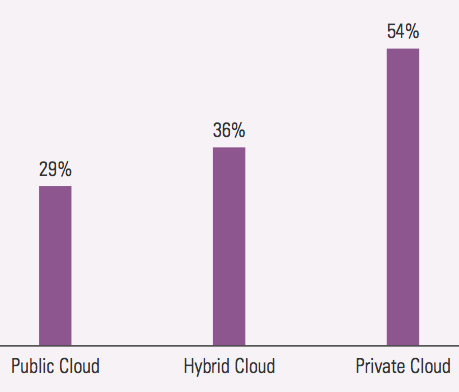 54%
36%
29%
Public Cloud
Hybrid Cloud
Private Cloud